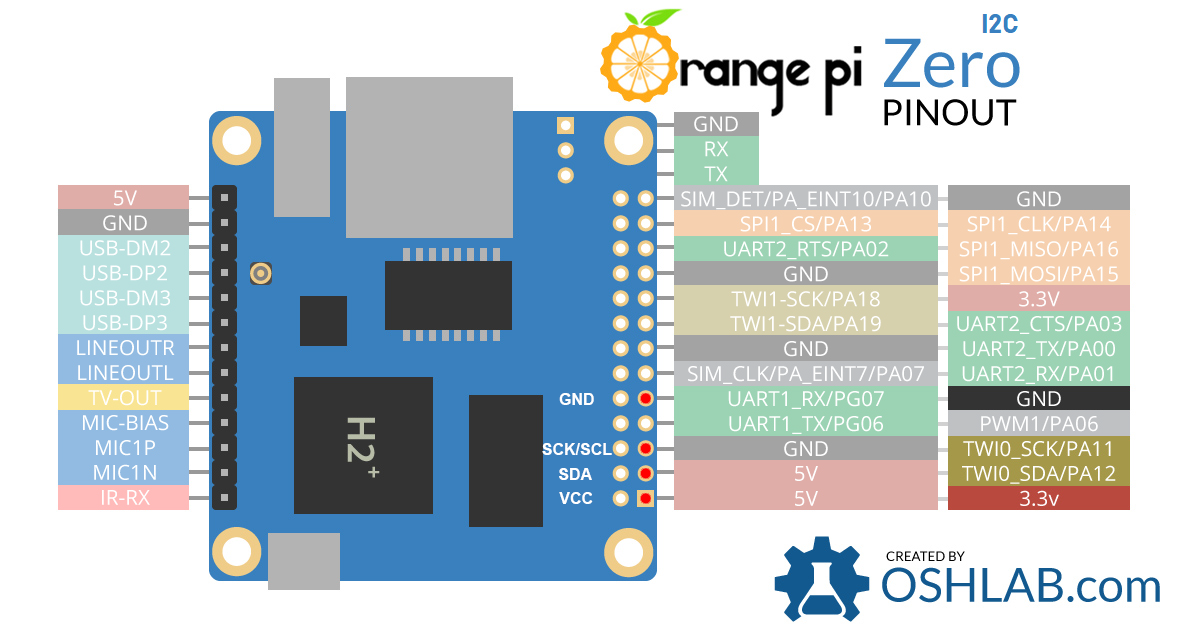 I2C
range pi Zero
PINOUT
GND
RX
TX
5V
GND
USB-DM2
USB-DP2
USB-DM3
USB-DP3
LINEOUTR
LINEOUTL
TV-OUT
MIC-BIAS
MIC1P
MIC1N
IR-RX
H2+
GND
SCK/SCL
SDA
VCC
SIM_DET/PA_EINT10/PA10 GND
SPI1_CS/PA13 SPI1_CLK/PA14
UART2_RTS/PA02 SPI1_MISO/PA16
GND SPI1_MOSI/PA15
TWI1-SCK/PA18 3.3V
TWI1-SDA/PA19 UART2_CTS/PA03
GND UART2_TX/PA00
SIM_CLK/PA_EINT7/PA07 UART2_RX/PA01
UART1_RX/PG07 GND
UART1_TX/PG06 PWM1/PA06
GND TWI0_SCK/PA11
5V TWI0_SDA/PA12
5V 3.3v
CREATED BY
OSHLAB.com